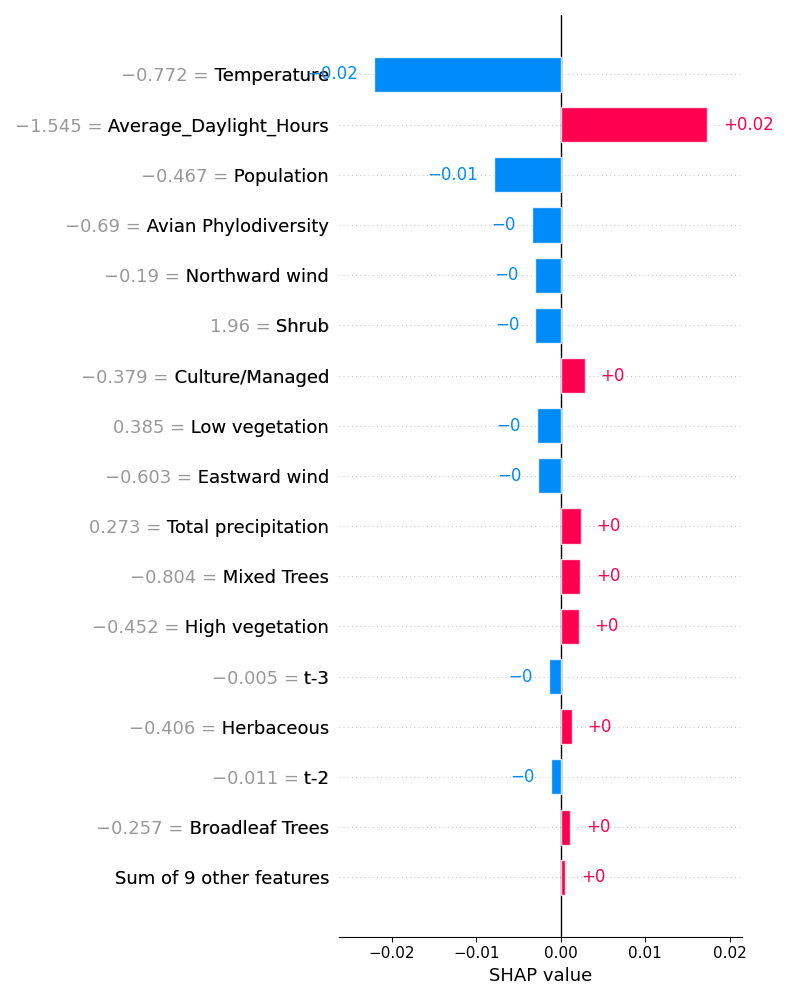 −0.772 = Temperature −0.02
−1.545 = Average_Daylight_Hours +0.02
−0.467 = Population −0.01
−0.69 = Avian Phylodiversity −0
−0.19 = Northward wind −0
1.96 = Shrub −0
−0.379 = Culture/Managed +0
0.385 = Low vegetation −0
−0.603 = Eastward wind −0
0.273 = Total precipitation +0
−0.804 = Mixed Trees +0
−0.452 = High vegetation +0
−0.005 = t-3 −0
−0.406 = Herbaceous +0
−0.011 = t-2 −0
−0.257 = Broadleaf Trees +0
Sum of 9 other features +0
−0.02 −0.01 0.00 0.01 0.02
SHAP value